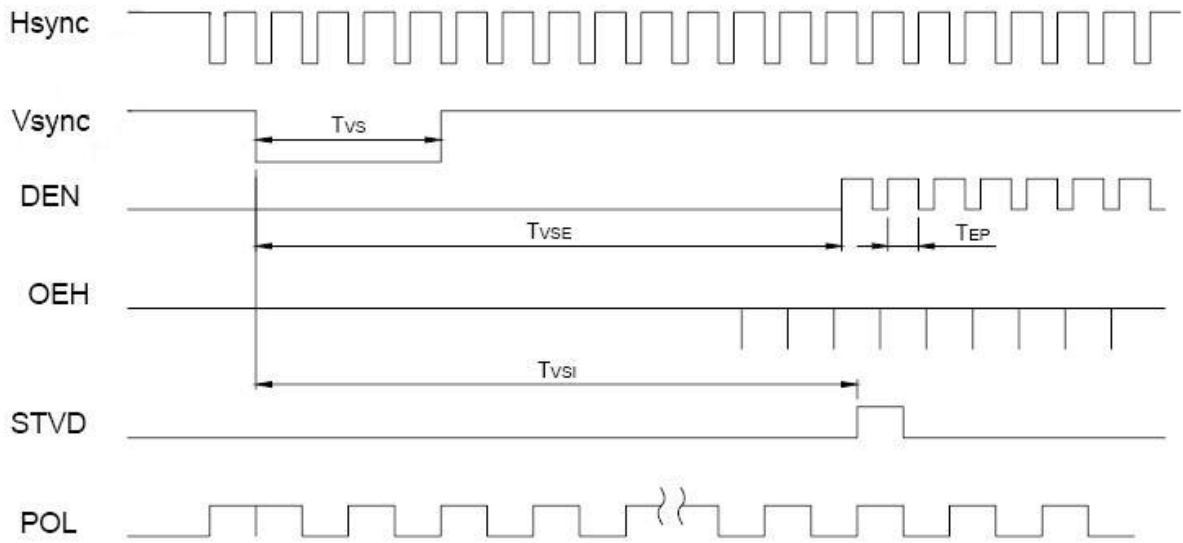 Hsync
Vsync
TVS
DEN
TVSE
TEP
OEH
TVSI
STVD
POL